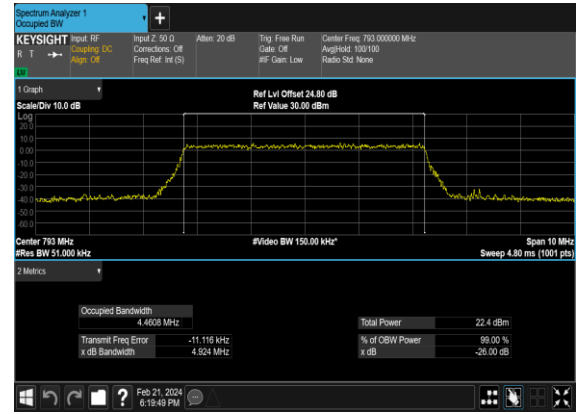 Spectrum Analyzer 1
Occupied BW
+
KEYSIGHT Input: RF Input Z: 50 Ω Atten: 20 dB Trig: Free Run Center Freq: 793.000000 MHz
R T Coupling: DC Corrections: Off Gate: Off Avg|Hold: 100/100
Align: Off Freq Ref: Int (S) #IF Gain: Low Radio Std: None
1 Graph Ref Lvl Offset 24.80 dB
Scale/Div 10.0 dB Ref Value 30.00 dBm
Log
20.0
10.0
0.00
-10.0
-20.0
-30.0
-40.0
-50.0
-60.0
Center 793 MHz #Video BW 150.00 kHz* Span 10 MHz
#Res BW 51.000 kHz Sweep 4.80 ms (1001 pts)
2 Metrics
Occupied Bandwidth
4.4608 MHz Total Power 22.4 dBm
Transmit Freq Error -11.116 kHz % of OBW Power 99.00 %
x dB Bandwidth 4.924 MHz x dB -26.00 dB
? Feb 21, 2024
6:19:49 PM